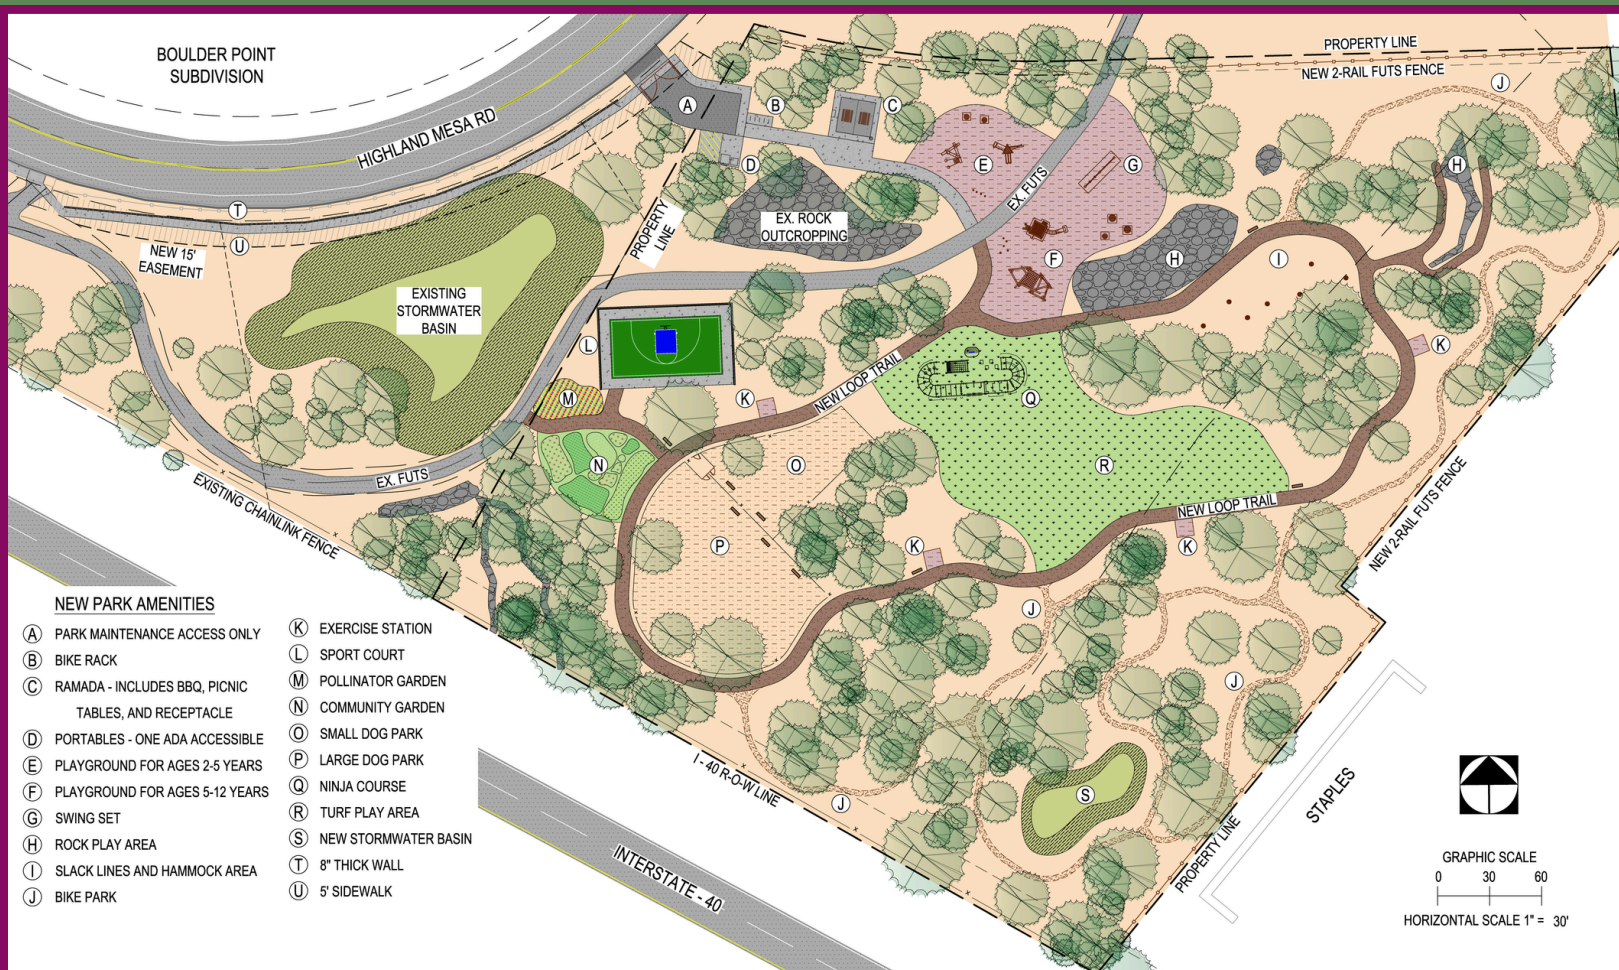 BOULDER POINT
SUBDIVISION
HIGHLAND MESA RD
PROPERTY LINE
NEW 2-RAIL FUTS FENCE
J
A
B
C
D
E
G
H
EX. FUTS
T
U
NEW 15'
EASEMENT
PROPERTY
LINE
EX. ROCK
OUTCROPPING
F
H
I
EXISTING
STORMWATER
BASIN
L
K
M
K
NEW LOOP TRAIL
Q
N
O
R
EX. FUTS
EXISTING CHAINLINK FENCE
NEW LOOP TRAIL
NEW 2-RAIL FUTS FENCE
P
K
K
J
J
S
J
I-40 R-O-W LINE
PROPERTY LINE
STAPLES
INTERSTATE - 40
NEW PARK AMENITIES
A PARK MAINTENANCE ACCESS ONLY
B BIKE RACK
C RAMADA - INCLUDES BBQ, PICNIC
TABLES, AND RECEPTACLE
D PORTABLES - ONE ADA ACCESSIBLE
E PLAYGROUND FOR AGES 2-5 YEARS
F PLAYGROUND FOR AGES 5-12 YEARS
G SWING SET
H ROCK PLAY AREA
I SLACK LINES AND HAMMOCK AREA
J BIKE PARK
K EXERCISE STATION
L SPORT COURT
M POLLINATOR GARDEN
N COMMUNITY GARDEN
O SMALL DOG PARK
P LARGE DOG PARK
Q NINJA COURSE
R TURF PLAY AREA
S NEW STORMWATER BASIN
T 8" THICK WALL
U 5' SIDEWALK
GRAPHIC SCALE
0 30 60
HORIZONTAL SCALE 1" = 30'